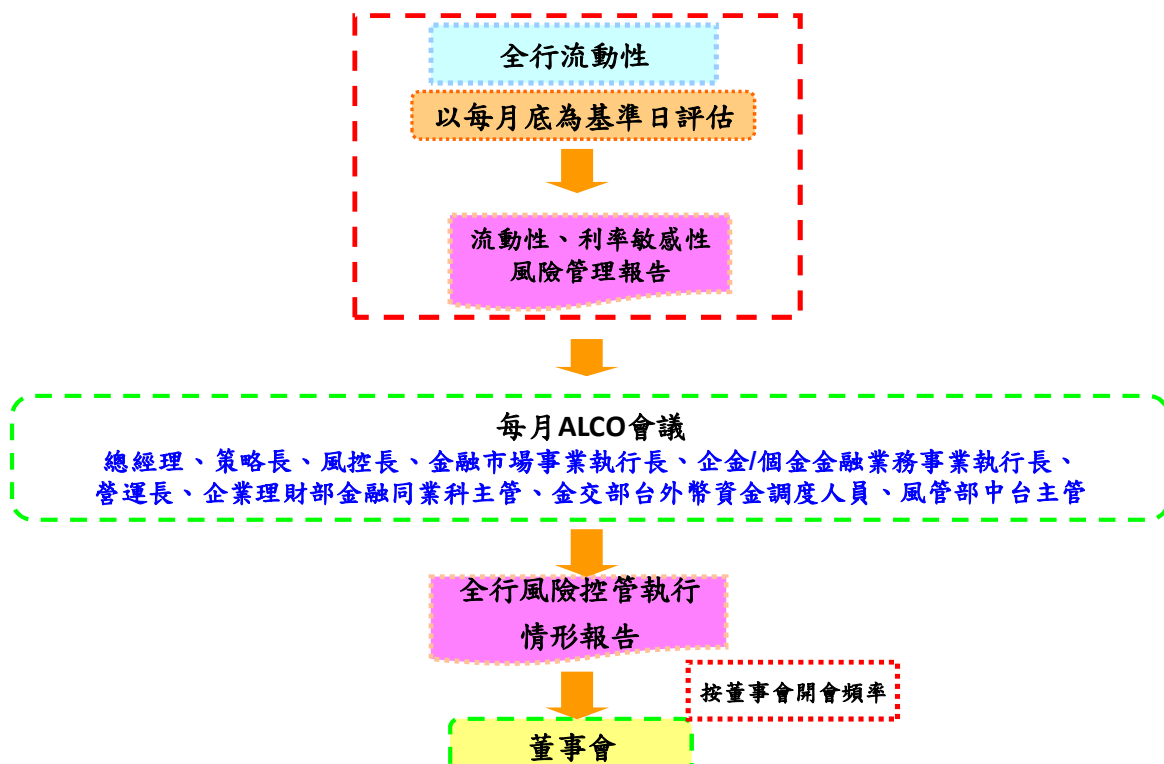 全行流動性
以每月底為基準日評估
流動性、利率敏感性
風險管理報告
每月ALCO會議
總經理、策略長、風控長、金融市場事業執行長、企金/個金金融業務事業執行長、
營運長、企業理財部金融同業科主管、金交部台外幣資金調度人員、風管部中台主管
全行風險控管執行
情形報告
按董事會開會頻率
董事會